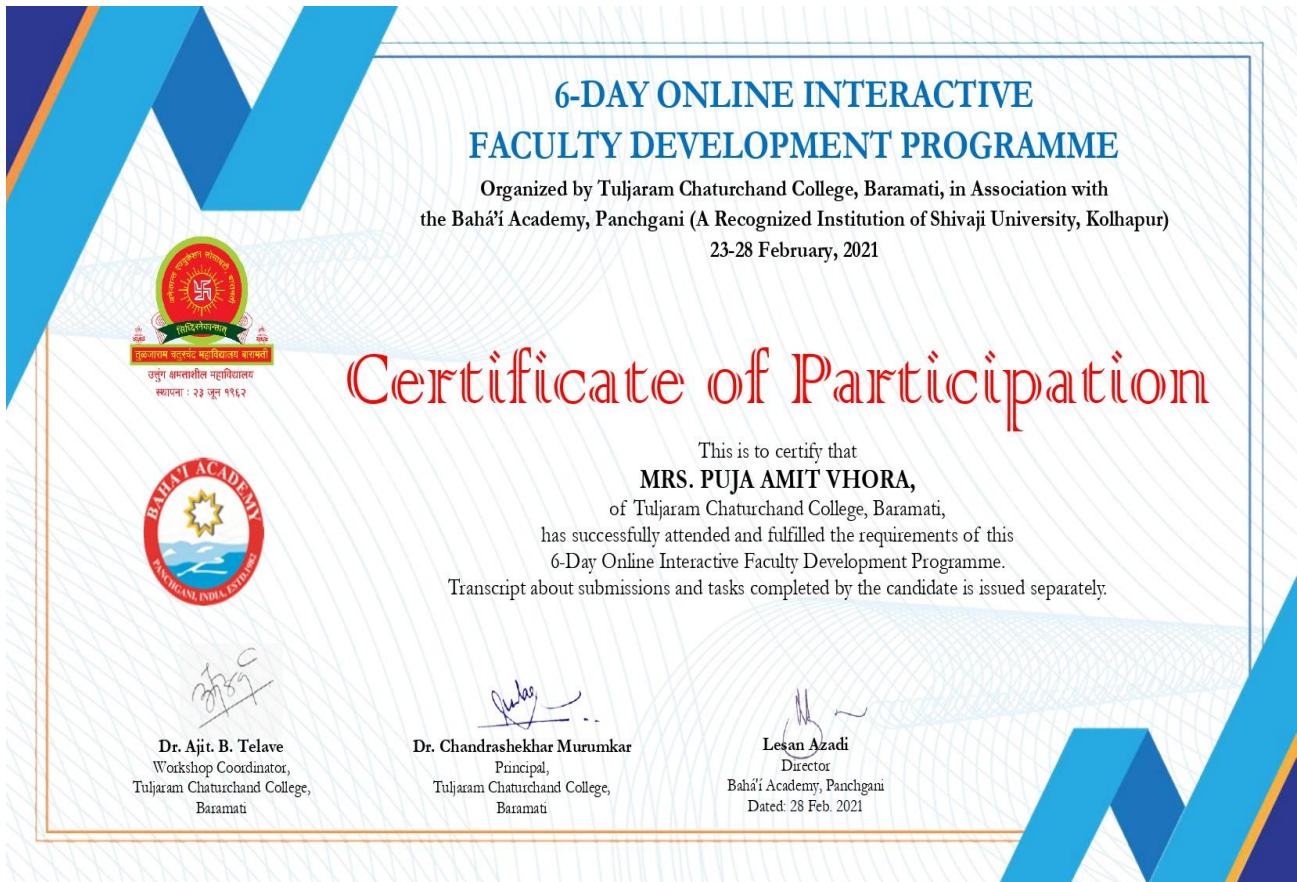 6-DAY ONLINE INTERACTIVE
FACULTY DEVELOPMENT PROGRAMME
Organized by Tuljaram Chaturchand College, Baramati, in Association with
the Bahá'í Academy, Panchgani (A Recognized Institution of Shivaji University, Kolhapur)
23-28 February, 2021
तुळजाराम चतुरचंद महाविद्यालय बारामती
उत्तुंग क्षमताशील महाविद्यालय
स्थापना : २३ जून १९६२
Certificate of Participation
BAHA'I ACADEMY
PANCHGANI, INDIA. ESTD.1982
This is to certify that
MRS. PUJA AMIT VHORA,
of Tuljaram Chaturchand College, Baramati,
has successfully attended and fulfilled the requirements of this
6-Day Online Interactive Faculty Development Programme.
Transcript about submissions and tasks completed by the candidate is issued separately.
Dr. Ajit. B. Telave
Workshop Coordinator,
Tuljaram Chaturchand College,
Baramati
Dr. Chandrashekhar Murumkar
Principal,
Tuljaram Chaturchand College,
Baramati
Lesan Azadi
Director
Bahá'í Academy, Panchgani
Dated: 28 Feb. 2021